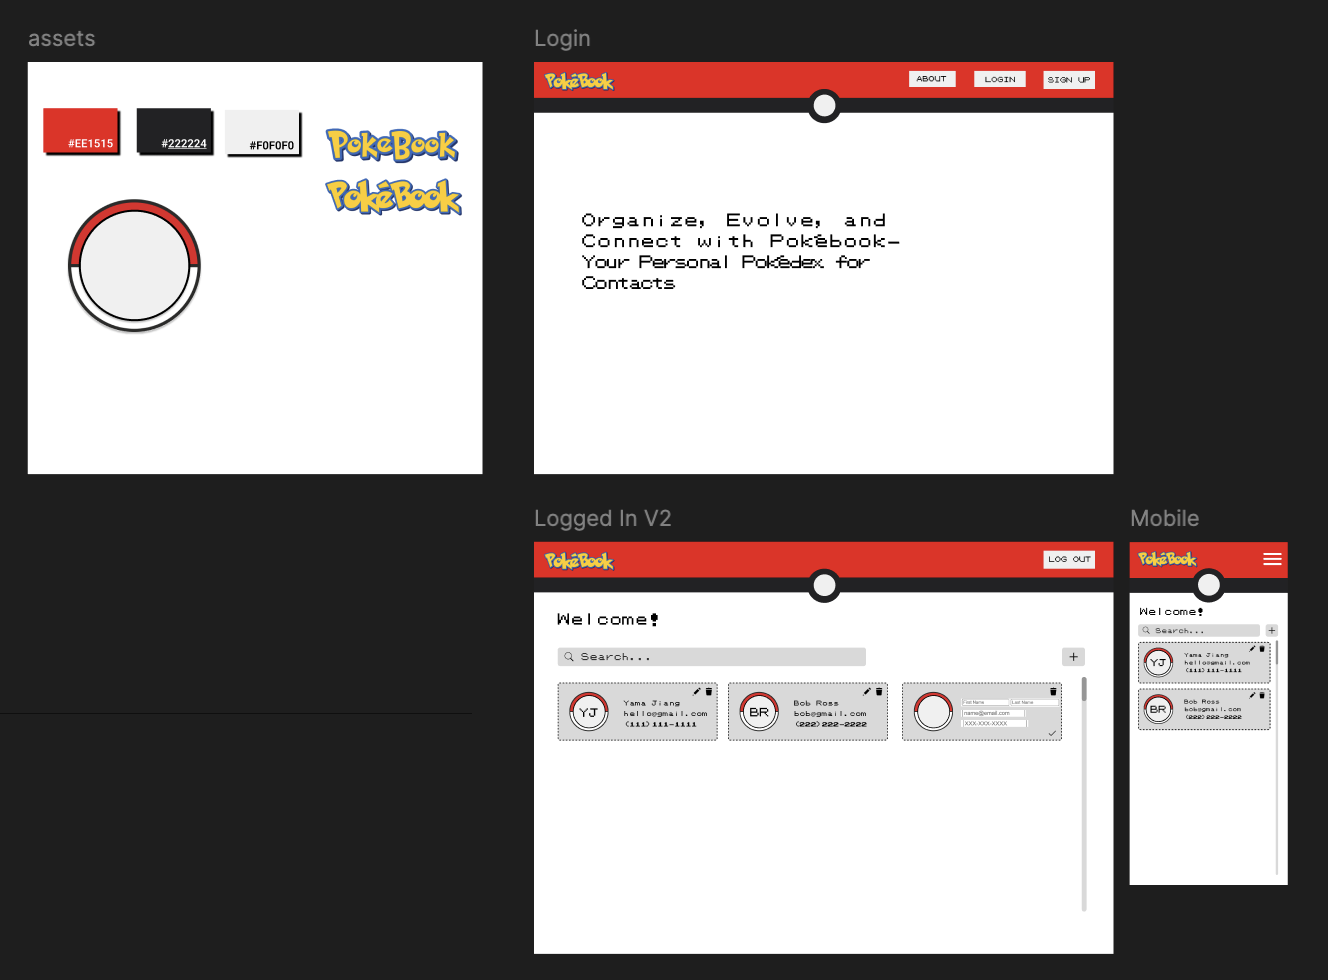 assets
#EE1515
#222224
#F0F0F0
PokeBook
PokéBook
Login
PokéBook
ABOUT
LOGIN
SIGN UP
Organize, Evolve, and
Connect with Pokébook-
Your Personal Pokédex for
Contacts
Logged In V2
PokéBook
LOG OUT
Welcome!
Search...
+
YJ
Yama Jiang
hello@gmail.com
(111) 111-1111
BR
Bob Ross
bob@gmail.com
(222) 222-2222
First Name
Last Name
name@email.com
XXX-XXX-XXXX
Mobile
PokéBook
Welcome!
Search...
+
YJ
Yama Jiang
hello@gmail.com
(111) 111-1111
BR
Bob Ross
bob@gmail.com
(222) 222-2222